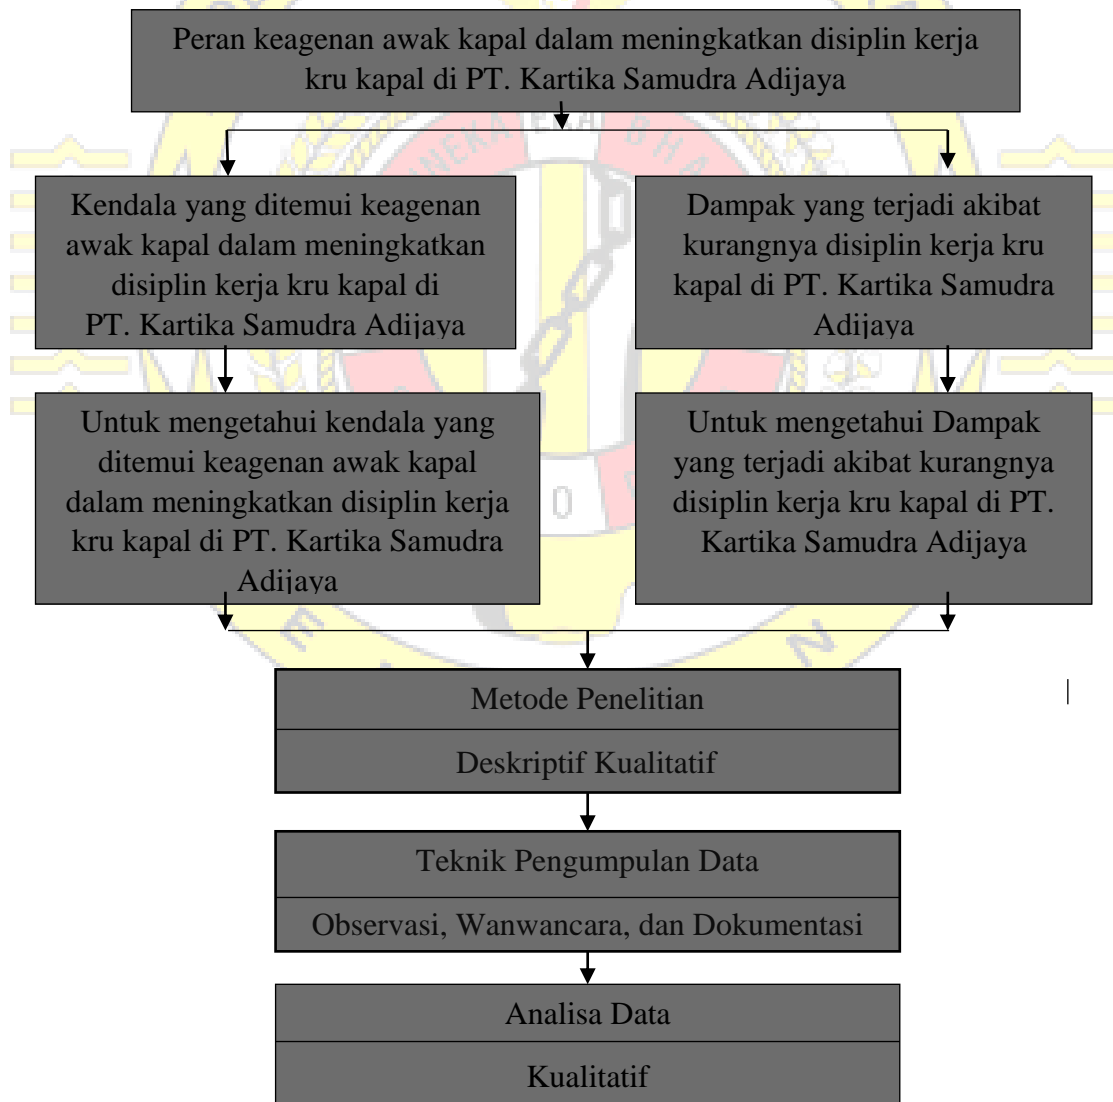 Peran keagenan awak kapal dalam meningkatkan disiplin kerja
kru kapal di PT. Kartika Samudra Adijaya
Kendala yang ditemui keagenan
awak kapal dalam meningkatkan
disiplin kerja kru kapal di
PT. Kartika Samudra Adijaya
Dampak yang terjadi akibat
kurangnya disiplin kerja kru
kapal di PT. Kartika Samudra
Adijaya
Untuk mengetahui kendala yang
ditemui keagenan awak kapal
dalam meningkatkan disiplin kerja
kru kapal di PT. Kartika Samudra
Adijaya
Untuk mengetahui Dampak
yang terjadi akibat kurangnya
disiplin kerja kru kapal di PT.
Kartika Samudra Adijaya
Metode Penelitian
Deskriptif Kualitatif
Teknik Pengumpulan Data
Observasi, Wanwancara, dan Dokumentasi
Analisa Data
Kualitatif